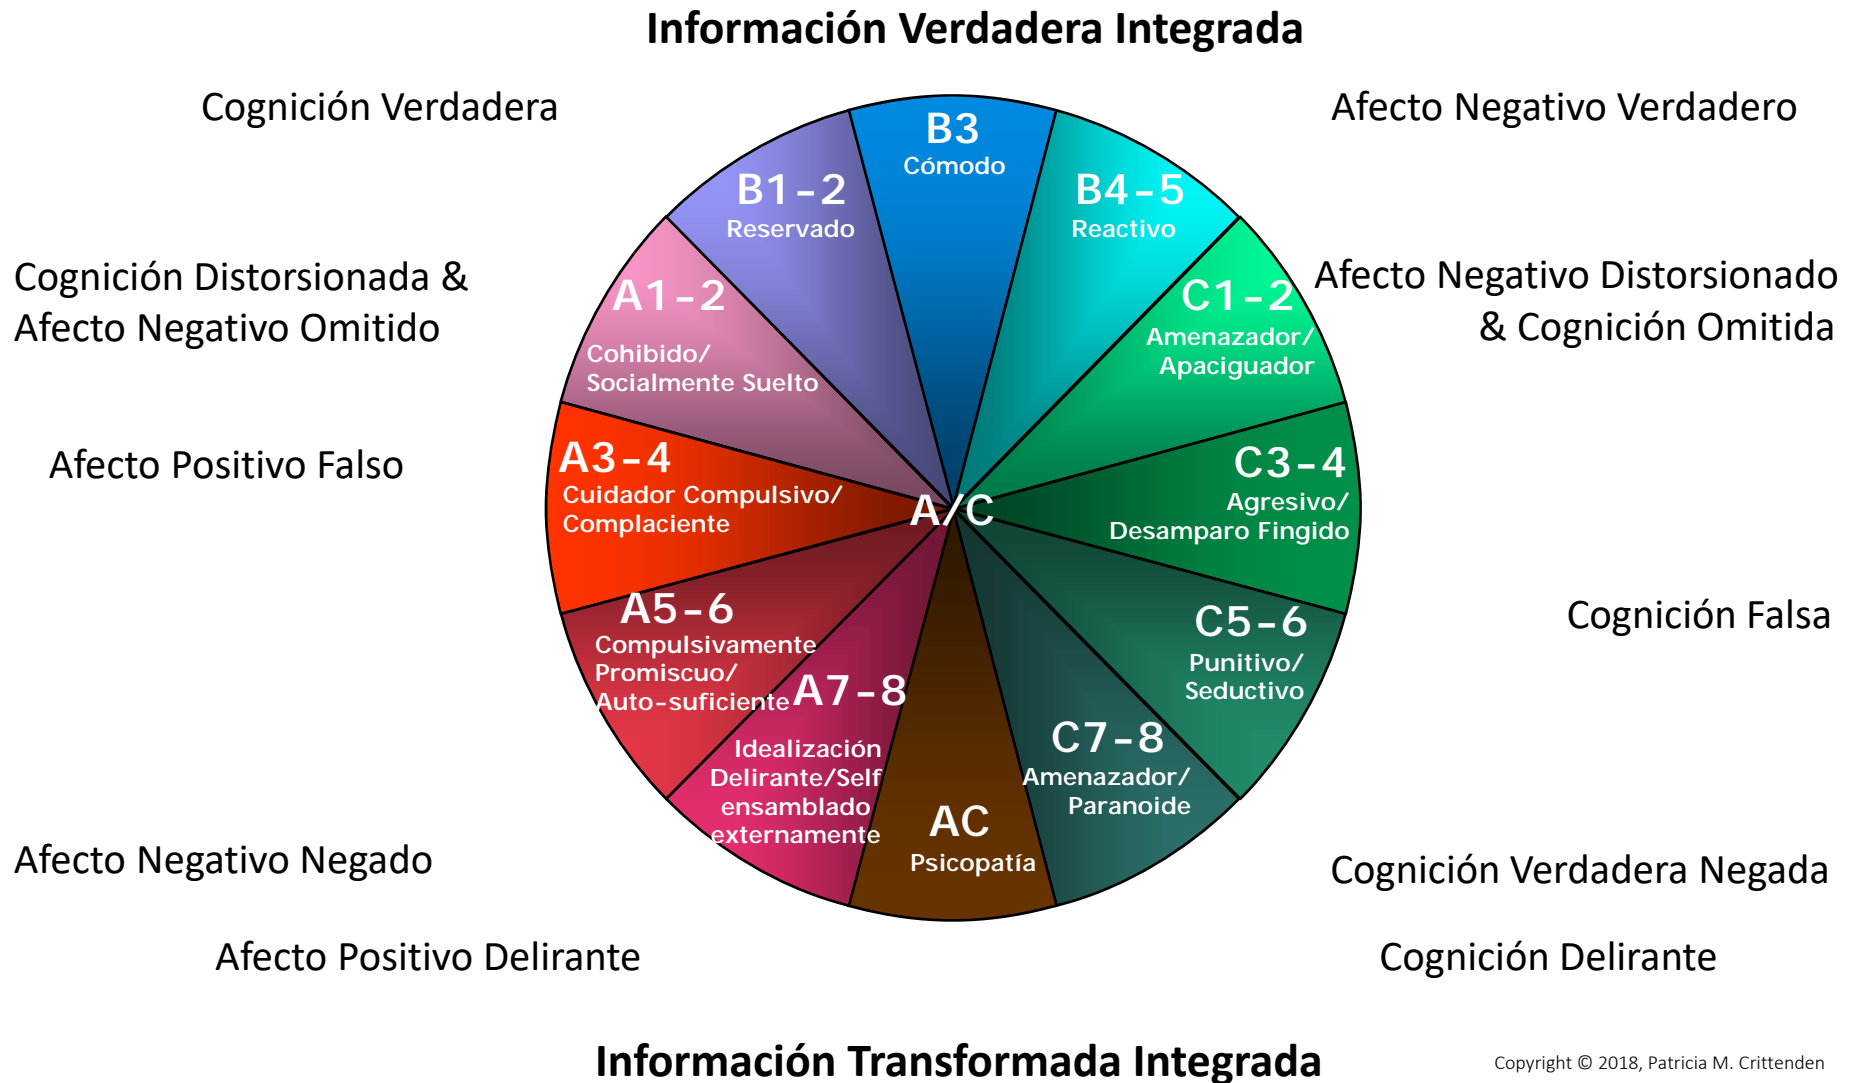 Información Verdadera Integrada
Cognición Verdadera
Afecto Negativo Verdadero
B3
Cómodo
B1-2
Reservado
B4-5
Reactivo
Cognición Distorsionada &
Afecto Negativo Omitido
A1-2
Cohibido/
Socialmente Suelto
C1-2
Amenazador/
Apaciguador
Afecto Negativo Distorsionado
& Cognición Omitida
Afecto Positivo Falso
A3-4
Cuidador Compulsivo/
Complaciente
A/C
C3-4
Agresivo/
Desamparo Fingido
A5-6
Compulsivamente
Promiscuo/
Auto-suficiente
C5-6
Punitivo/
Seductivo
Cognición Falsa
A7-8
Idealización
Delirante/Self
ensamblado
externamente
AC
Psicopatía
C7-8
Amenazador/
Paranoide
Afecto Negativo Negado
Cognición Verdadera Negada
Afecto Positivo Delirante
Cognición Delirante
Información Transformada Integrada
Copyright © 2018, Patricia M. Crittenden